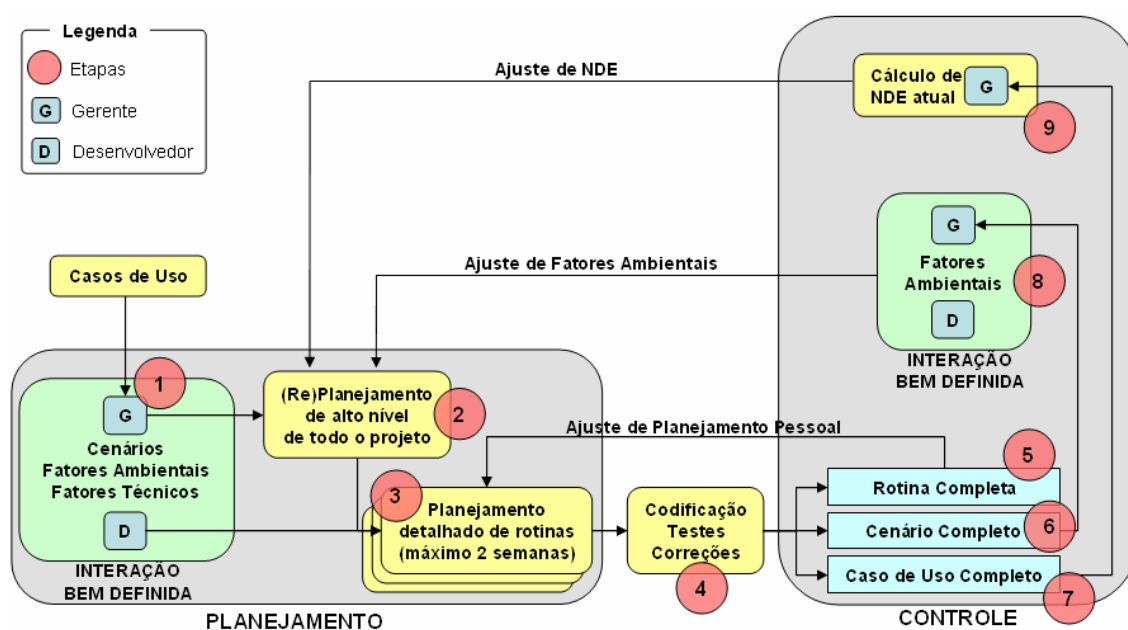 Legenda
Etapas
G
Gerente
D
Desenvolvedor
Ajuste de NDE
Cálculo de
NDE atual
G
9
G
Fatores
Ambientais
D
8
INTERAÇÃO
BEM DEFINIDA
Ajuste de Fatores Ambientais
Casos de Uso
1
G
Cenários
Fatores Ambientais
Fatores Técnicos
D
INTERAÇÃO
BEM DEFINIDA
(Re)Planejamento
de alto nível
de todo o projeto
2
3
Planejamento
detalhado de rotinas
(máximo 2 semanas)
PLANEJAMENTO
Codificação
Testes
Correções
4
Ajuste de Planejamento Pessoal
5
Rotina Completa
Cenário Completo
6
Caso de Uso Completo
7
CONTROLE